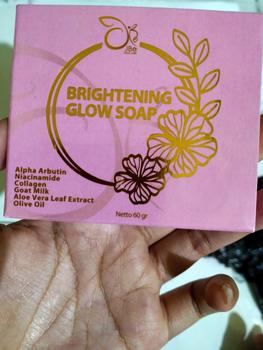 BRIGHTENING
GLOW SOAP
Alpha Arbutin
Niacinamide
Collagen
Goat Milk
Aloe Vera Leaf Extract
Olive Oil
Netto 60 gr